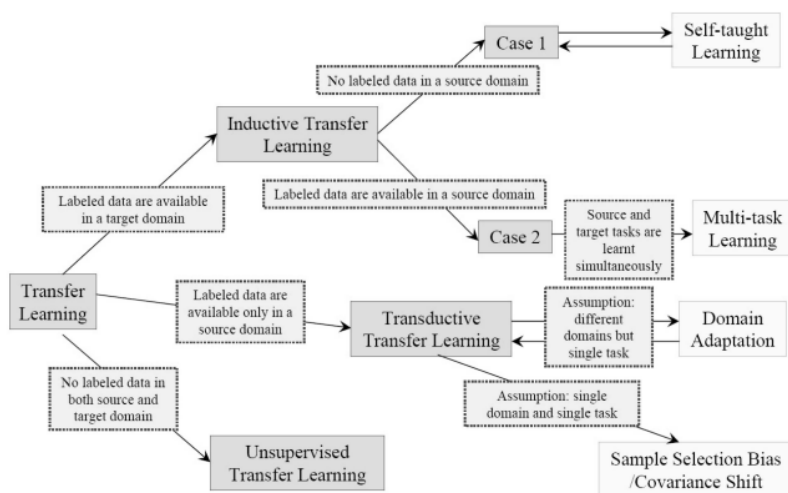 Case 1
Self-taught
Learning
No labeled data in a source domain
Inductive Transfer
Learning
Labeled data are available
in a target domain
Labeled data are available in a source domain
Case 2
Source and
target tasks are
learnt
simultaneously
Multi-task
Learning
Transfer
Learning
Labeled data are
available only in a
source domain
Transductive
Transfer Learning
Assumption:
different
domains but
single task
Domain
Adaptation
No labeled data in
both source and
target domain
Assumption: single
domain and single task
Unsupervised
Transfer Learning
Sample Selection Bias
/Covariance Shift